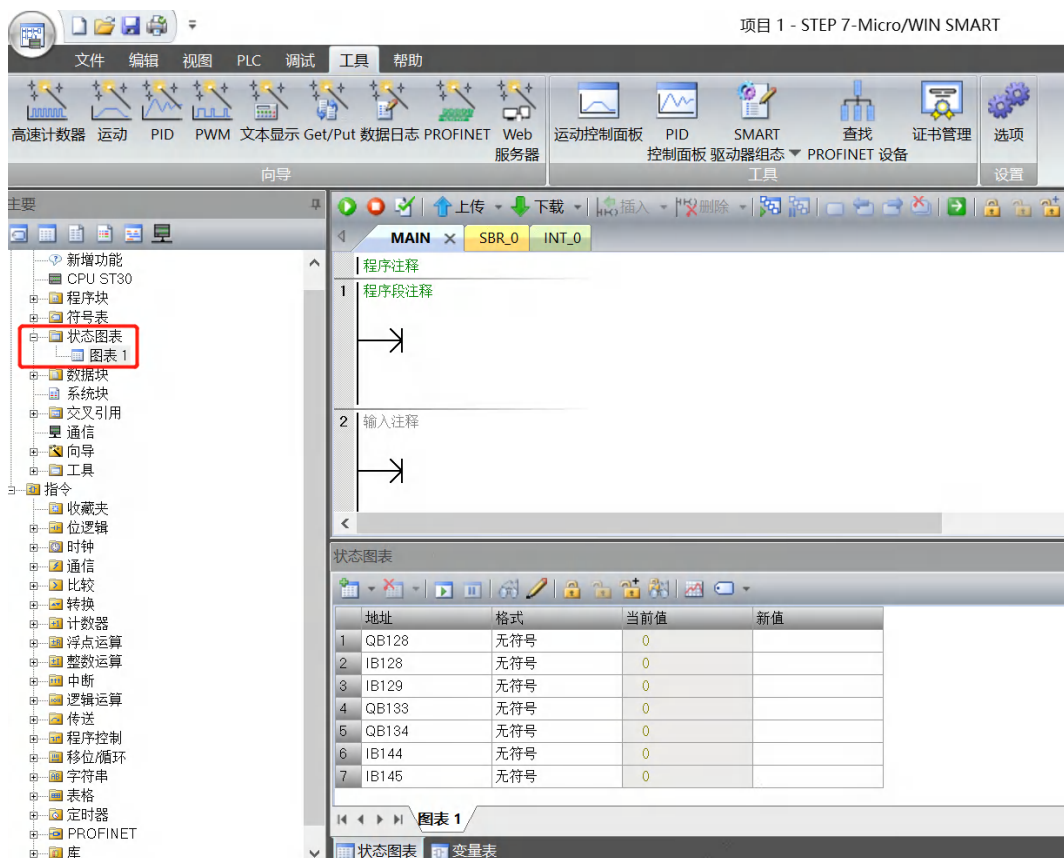 项目 1 - STEP 7-Micro/WIN SMART
文件 编辑 视图 PLC 调试 工具 帮助
高速计数器 运动 PID PWM 文本显示 Get/Put 数据日志 PROFINET Web 服务器
向导
运动控制面板 PID 控制面板 SMART 驱动器组态 查找 PROFINET 设备 证书管理
工具
选项
设置
主要
新增功能
CPU ST30
程序块
符号表
状态图表
图表 1
数据块
系统块
交叉引用
通信
向导
工具
指令
收藏夹
位逻辑
时钟
通信
比较
转换
计数器
浮点运算
整数运算
中断
逻辑运算
传送
程序控制
移位/循环
字符串
表格
定时器
PROFINET
库
上传 下载 插入 删除
MAIN SBR_0 INT_0
程序注释
1 程序段注释
2 输入注释
状态图表
地址 格式 当前值 新值
1 QB128 无符号 0
2 IB128 无符号 0
3 IB129 无符号 0
4 QB133 无符号 0
5 QB134 无符号 0
6 IB144 无符号 0
7 IB145 无符号 0
图表 1
状态图表 变量表